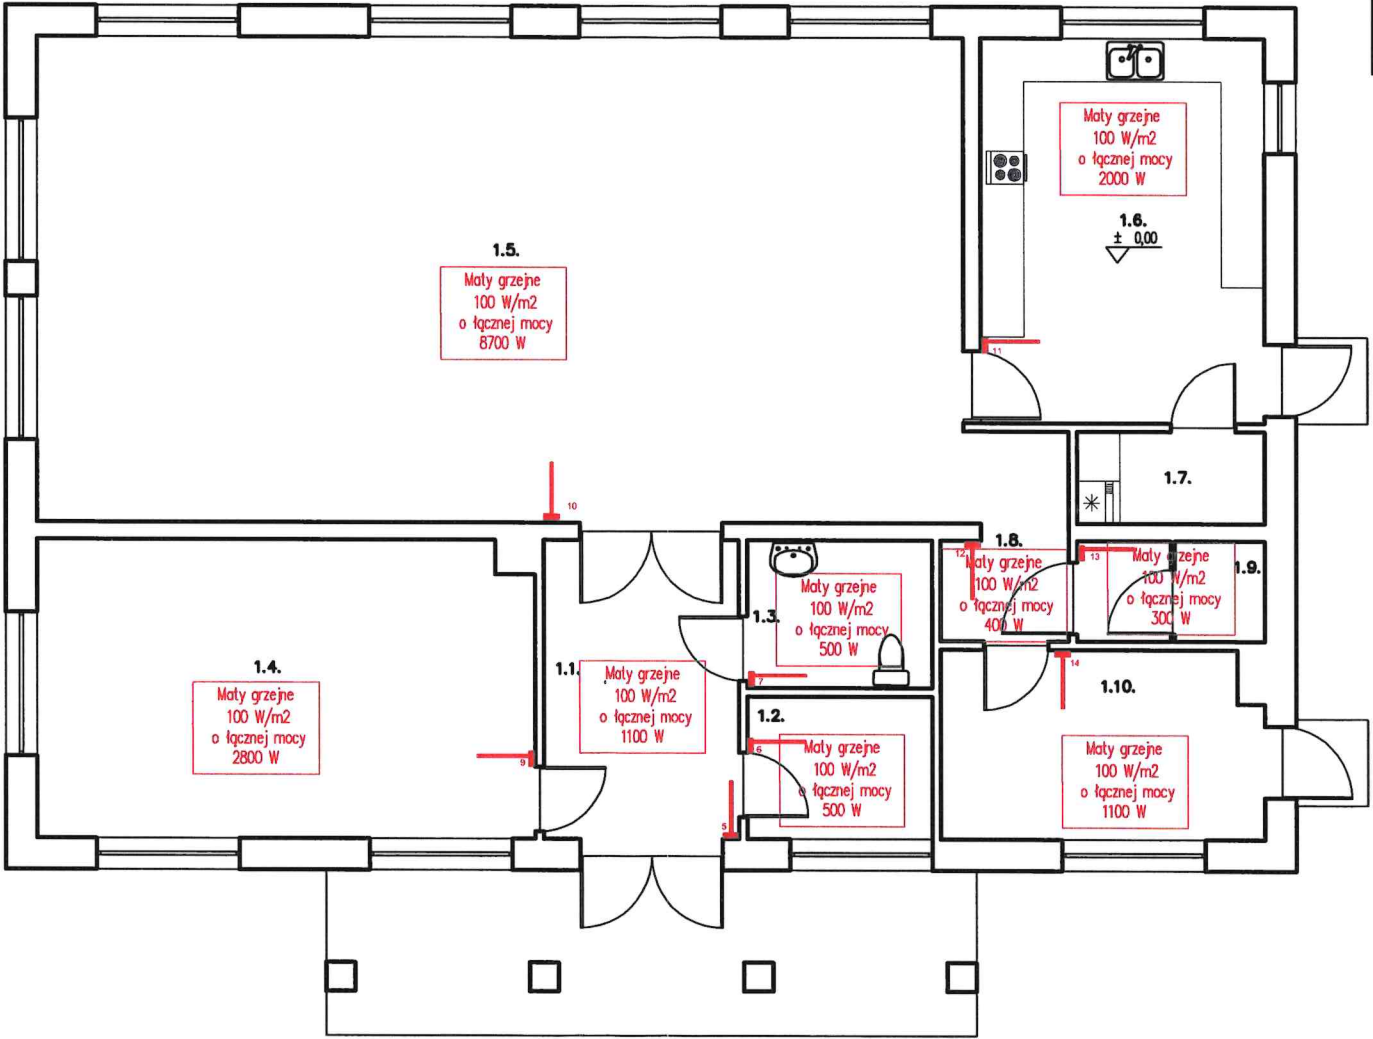 Maty grzejne
100 W/m2
o łącznej mocy
2000 W
1.6.
± 0,00
11
1.5.
Maty grzejne
100 W/m2
o łącznej mocy
8700 W
10
1.7.
1.8.
12
Maty grzejne
100 W/m2
o łącznej mocy
400 W
13
Maty grzejne
100 W/m2
o łącznej mocy
300 W
1.9.
1.3.
Maty grzejne
100 W/m2
o łącznej mocy
500 W
7
1.4.
Maty grzejne
100 W/m2
o łącznej mocy
2800 W
9
1.1.
Maty grzejne
100 W/m2
o łącznej mocy
1100 W
5
1.2.
6
Maty grzejne
100 W/m2
o łącznej mocy
500 W
14
1.10.
Maty grzejne
100 W/m2
o łącznej mocy
1100 W